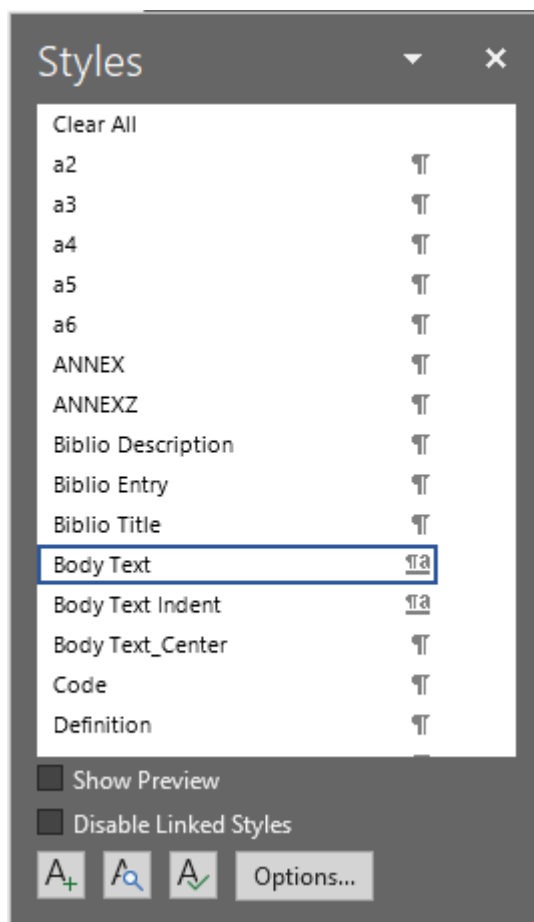 Styles
Clear All
a2 ¶
a3 ¶
a4 ¶
a5 ¶
a6 ¶
ANNEX ¶
ANNEXZ ¶
Biblio Description ¶
Biblio Entry ¶
Biblio Title ¶
Body Text ¶a
Body Text Indent ¶a
Body Text_Center ¶
Code ¶
Definition ¶
Show Preview
Disable Linked Styles
Options...